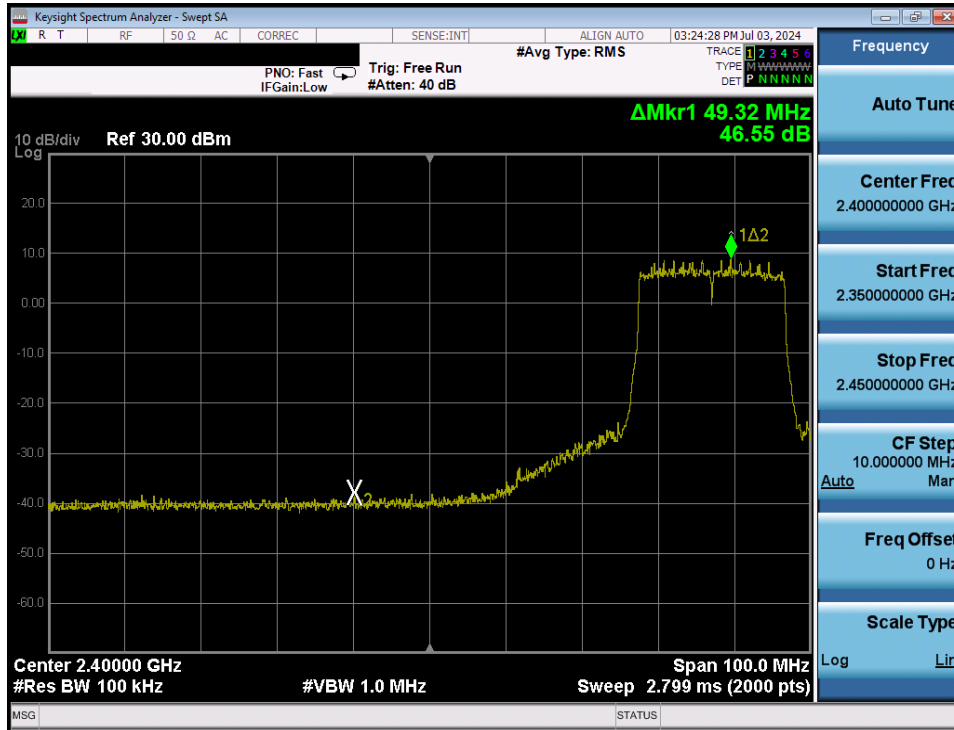 Keysight Spectrum Analyzer - Swept SA
LXI R T RF 50 Ω AC CORREC SENSE:INT ALIGN AUTO 03:24:28 PM Jul 03, 2024
#Avg Type: RMS
TRACE 1 2 3 4 5 6
TYPE M WWWWW
DET P N N N N N
PNO: Fast
IFGain:Low
Trig: Free Run
#Atten: 40 dB
ΔMkr1 49.32 MHz
46.55 dB
10 dB/div
Log
Ref 30.00 dBm
20.0
10.0
0.00
-10.0
-20.0
-30.0
-40.0
-50.0
-60.0
1Δ2
X2
Center 2.40000 GHz
Span 100.0 MHz
#Res BW 100 kHz
#VBW 1.0 MHz
Sweep 2.799 ms (2000 pts)
MSG
STATUS
Frequency
Auto Tune
Center Freq
2.400000000 GHz
Start Freq
2.350000000 GHz
Stop Freq
2.450000000 GHz
CF Step
10.000000 MHz
Auto Man
Freq Offset
0 Hz
Scale Type
Log Lin